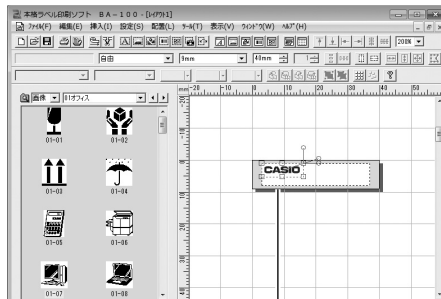 本格ラベル印刷ソフト BA-100 - [ﾚｲｱｳﾄ1]
ﾌｧｲﾙ(F) 編集(E) 挿入(I) 設定(S) 配置(L) ﾂｰﾙ(T) 表示(V) ｳｨﾝﾄﾞｳ(W) ﾍﾙﾌﾟ(H)
200%
自由 9mm 40mm
画像 01オフィス
mm -20 -10 0 10 20 30 40 50
CASIO
01-01 01-02
01-03 01-04
01-05 01-06
01-07 01-08